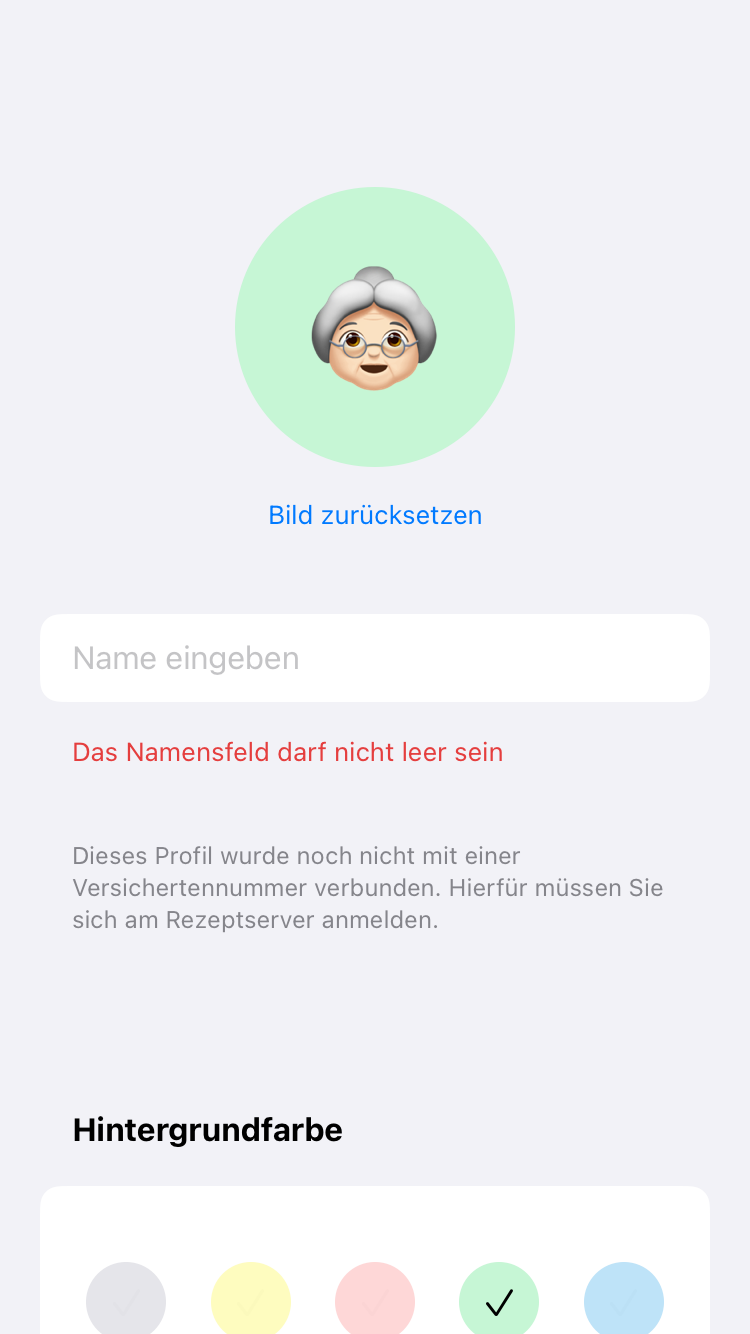 Bild zurücksetzen
Name eingeben
Das Namensfeld darf nicht leer sein
Dieses Profil wurde noch nicht mit einer
Versichertennummer verbunden. Hierfür müssen Sie
sich am Rezeptserver anmelden.
Hintergrundfarbe